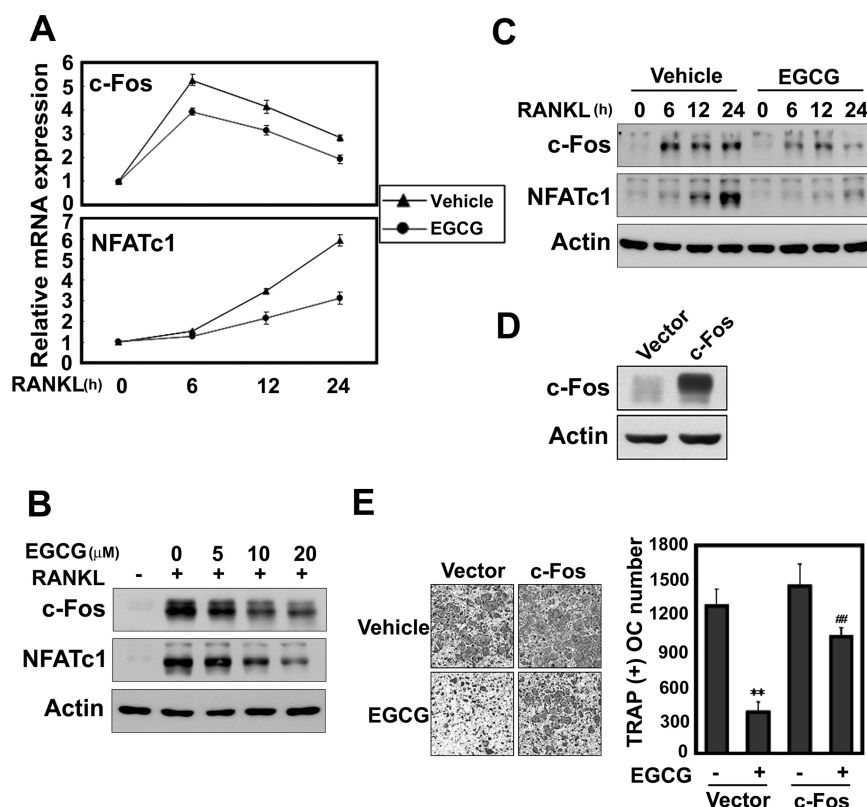 A
Relative mRNA expression
6
5
4
3
2
1
0
c-Fos
7
6
5
4
3
2
1
0
NFATc1
Vehicle
EGCG
RANKL(h) 0 6 12 24
C
Vehicle EGCG
RANKL (h) 0 6 12 24 0 6 12 24
c-Fos
NFATc1
Actin
D
Vector c-Fos
c-Fos
Actin
B
EGCG(μM) 0 5 10 20
RANKL - + + + +
c-Fos
NFATc1
Actin
E
Vector c-Fos
Vehicle
EGCG
TRAP (+) OC number
1800
1500
1200
900
600
300
0
**
##
EGCG - + - +
Vector c-Fos